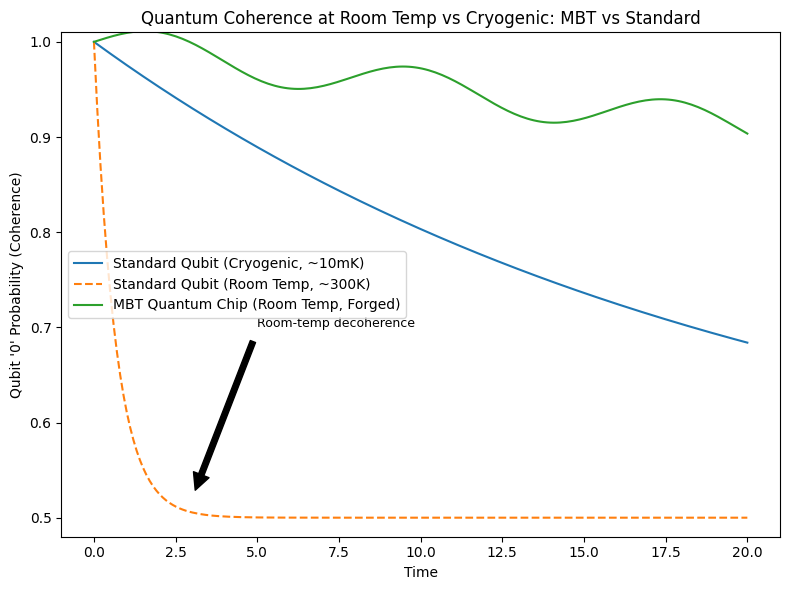 Quantum Coherence at Room Temp vs Cryogenic: MBT vs Standard
1.0
0.9
0.8
0.7
0.6
0.5
Qubit '0' Probability (Coherence)
Standard Qubit (Cryogenic, ~10mK)
Standard Qubit (Room Temp, ~300K)
MBT Quantum Chip (Room Temp, Forged)
Room-temp decoherence
0.0 2.5 5.0 7.5 10.0 12.5 15.0 17.5 20.0
Time